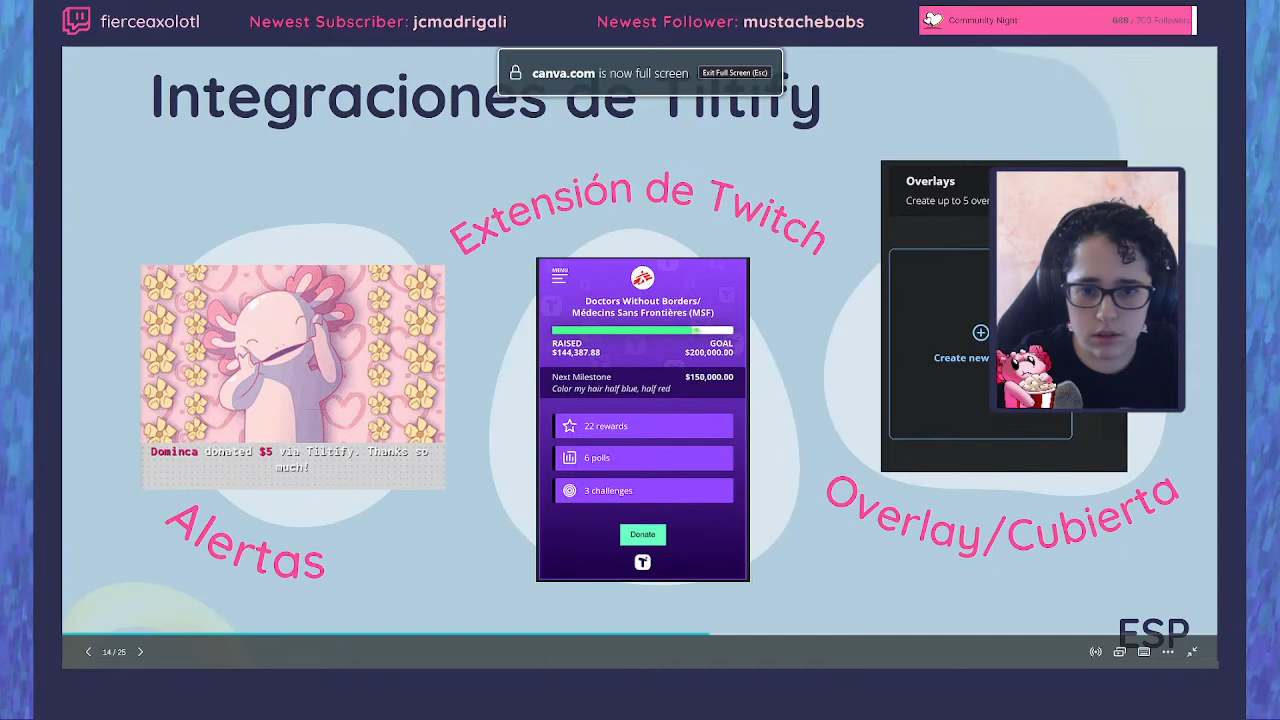 fierceaxolotl
Newest Subscriber: jcmadrigali
Newest Follower: mustachebabs
Community Night
/ 700 Followers
canva.com is now full screen
Exit Full Screen (Esc)
Integraciones de Tiltify
Extensión de Twitch
Dominca donated $5 via Tiltify. Thanks so
much!
Alertas
MENU
Doctors Without Borders/
Médecins Sans Frontières (MSF)
RAISED
GOAL
$144,387.88
$200,000.00
Next Milestone
$150,000.00
Color my hair half blue, half red
22 rewards
6 polls
3 challenges
Donate
Overlays
Create up to 5
Create new
Overlay/Cubierta
ESP
14 / 25